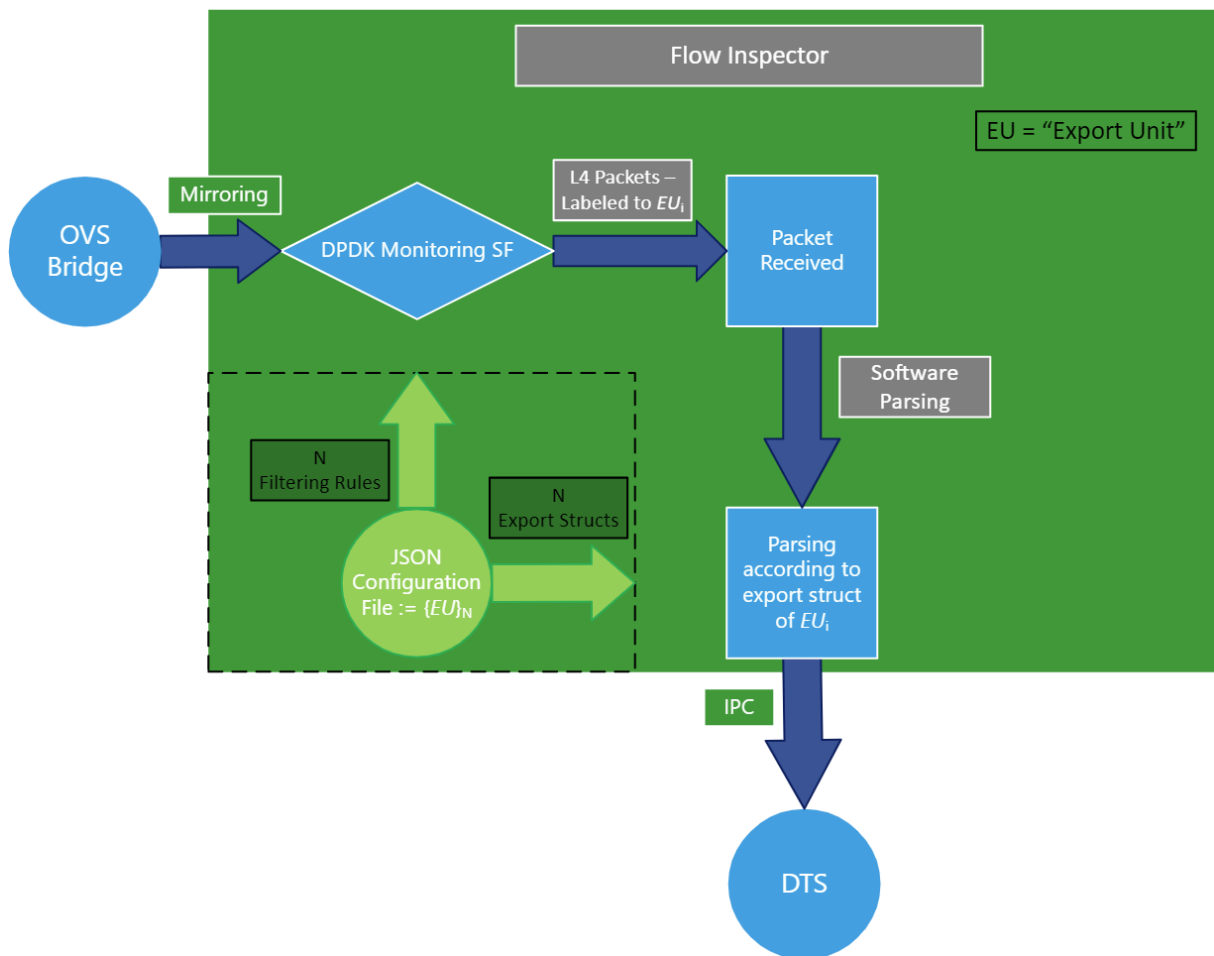 Flow Inspector
EU = “Export Unit”
Mirroring
L4 Packets –
Labeled to EUi
OVS
Bridge
DPDK Monitoring SF
Packet
Received
Software
Parsing
N
Filtering Rules
N
Export Structs
JSON
Configuration
File := {EU}N
Parsing
according to
export struct
of EUi
IPC
DTS